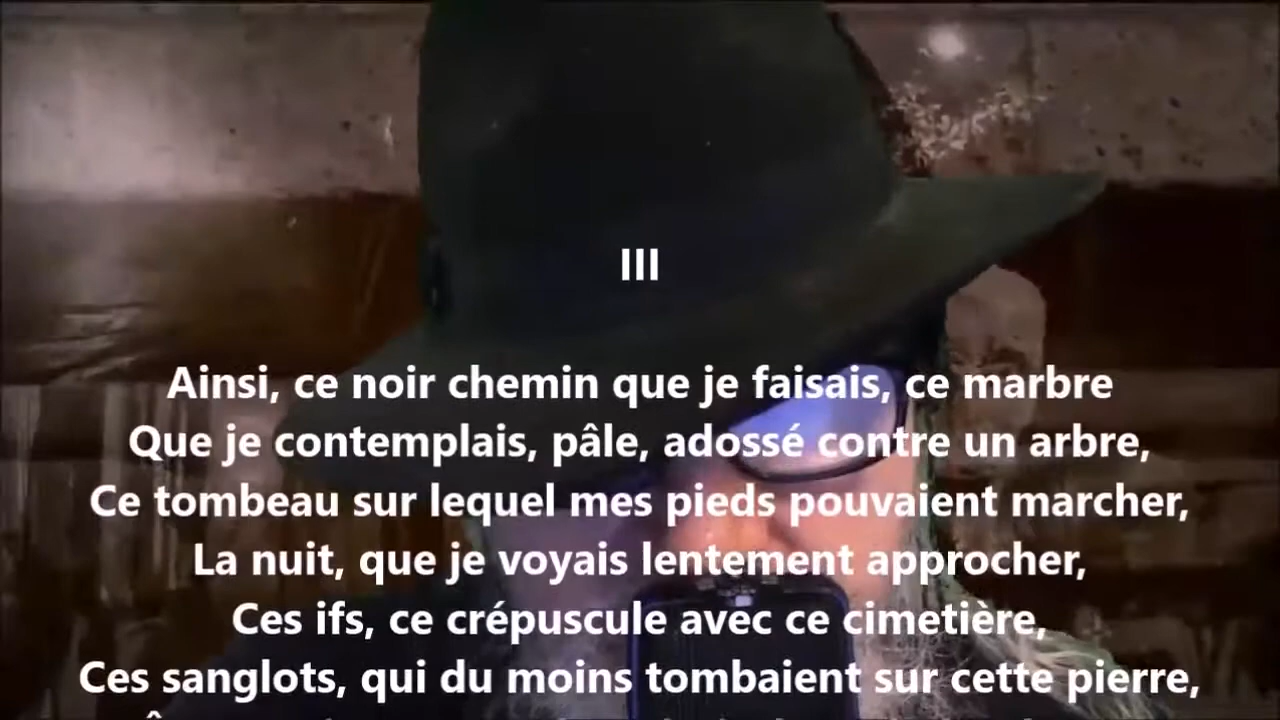 III
Ainsi, ce noir chemin que je faisais, ce marbre
Que je contemplais, pâle, adossé contre un arbre,
Ce tombeau sur lequel mes pieds pouvaient marcher,
La nuit, que je voyais lentement approcher,
Ces ifs, ce crépuscule avec ce cimetière,
Ces sanglots, qui du moins tombaient sur cette pierre,